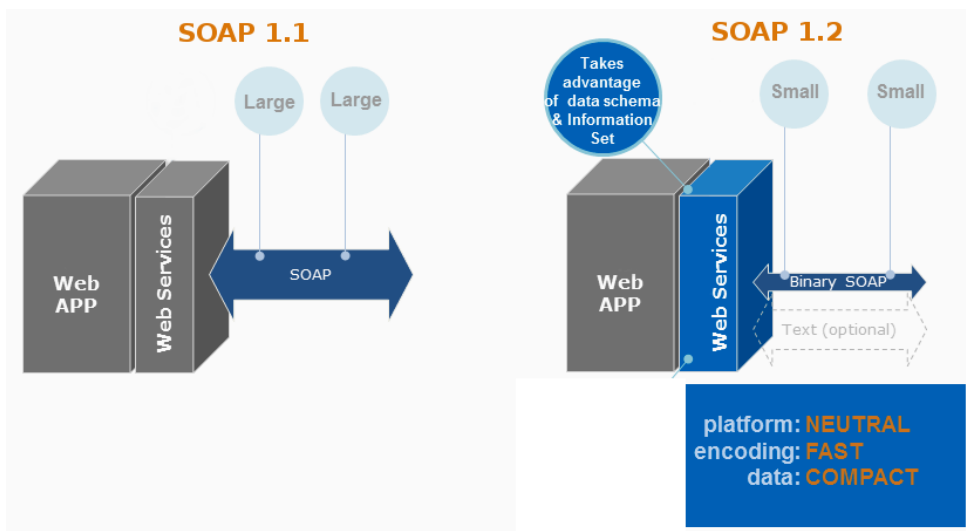 SOAP 1.1
Large
Large
Web
APP
Web Services
SOAP
SOAP 1.2
Takes
advantage
of data schema
& Information
Set
Small
Small
Web
APP
Web Services
Binary SOAP
Text (optional)
platform: NEUTRAL
encoding: FAST
data: COMPACT